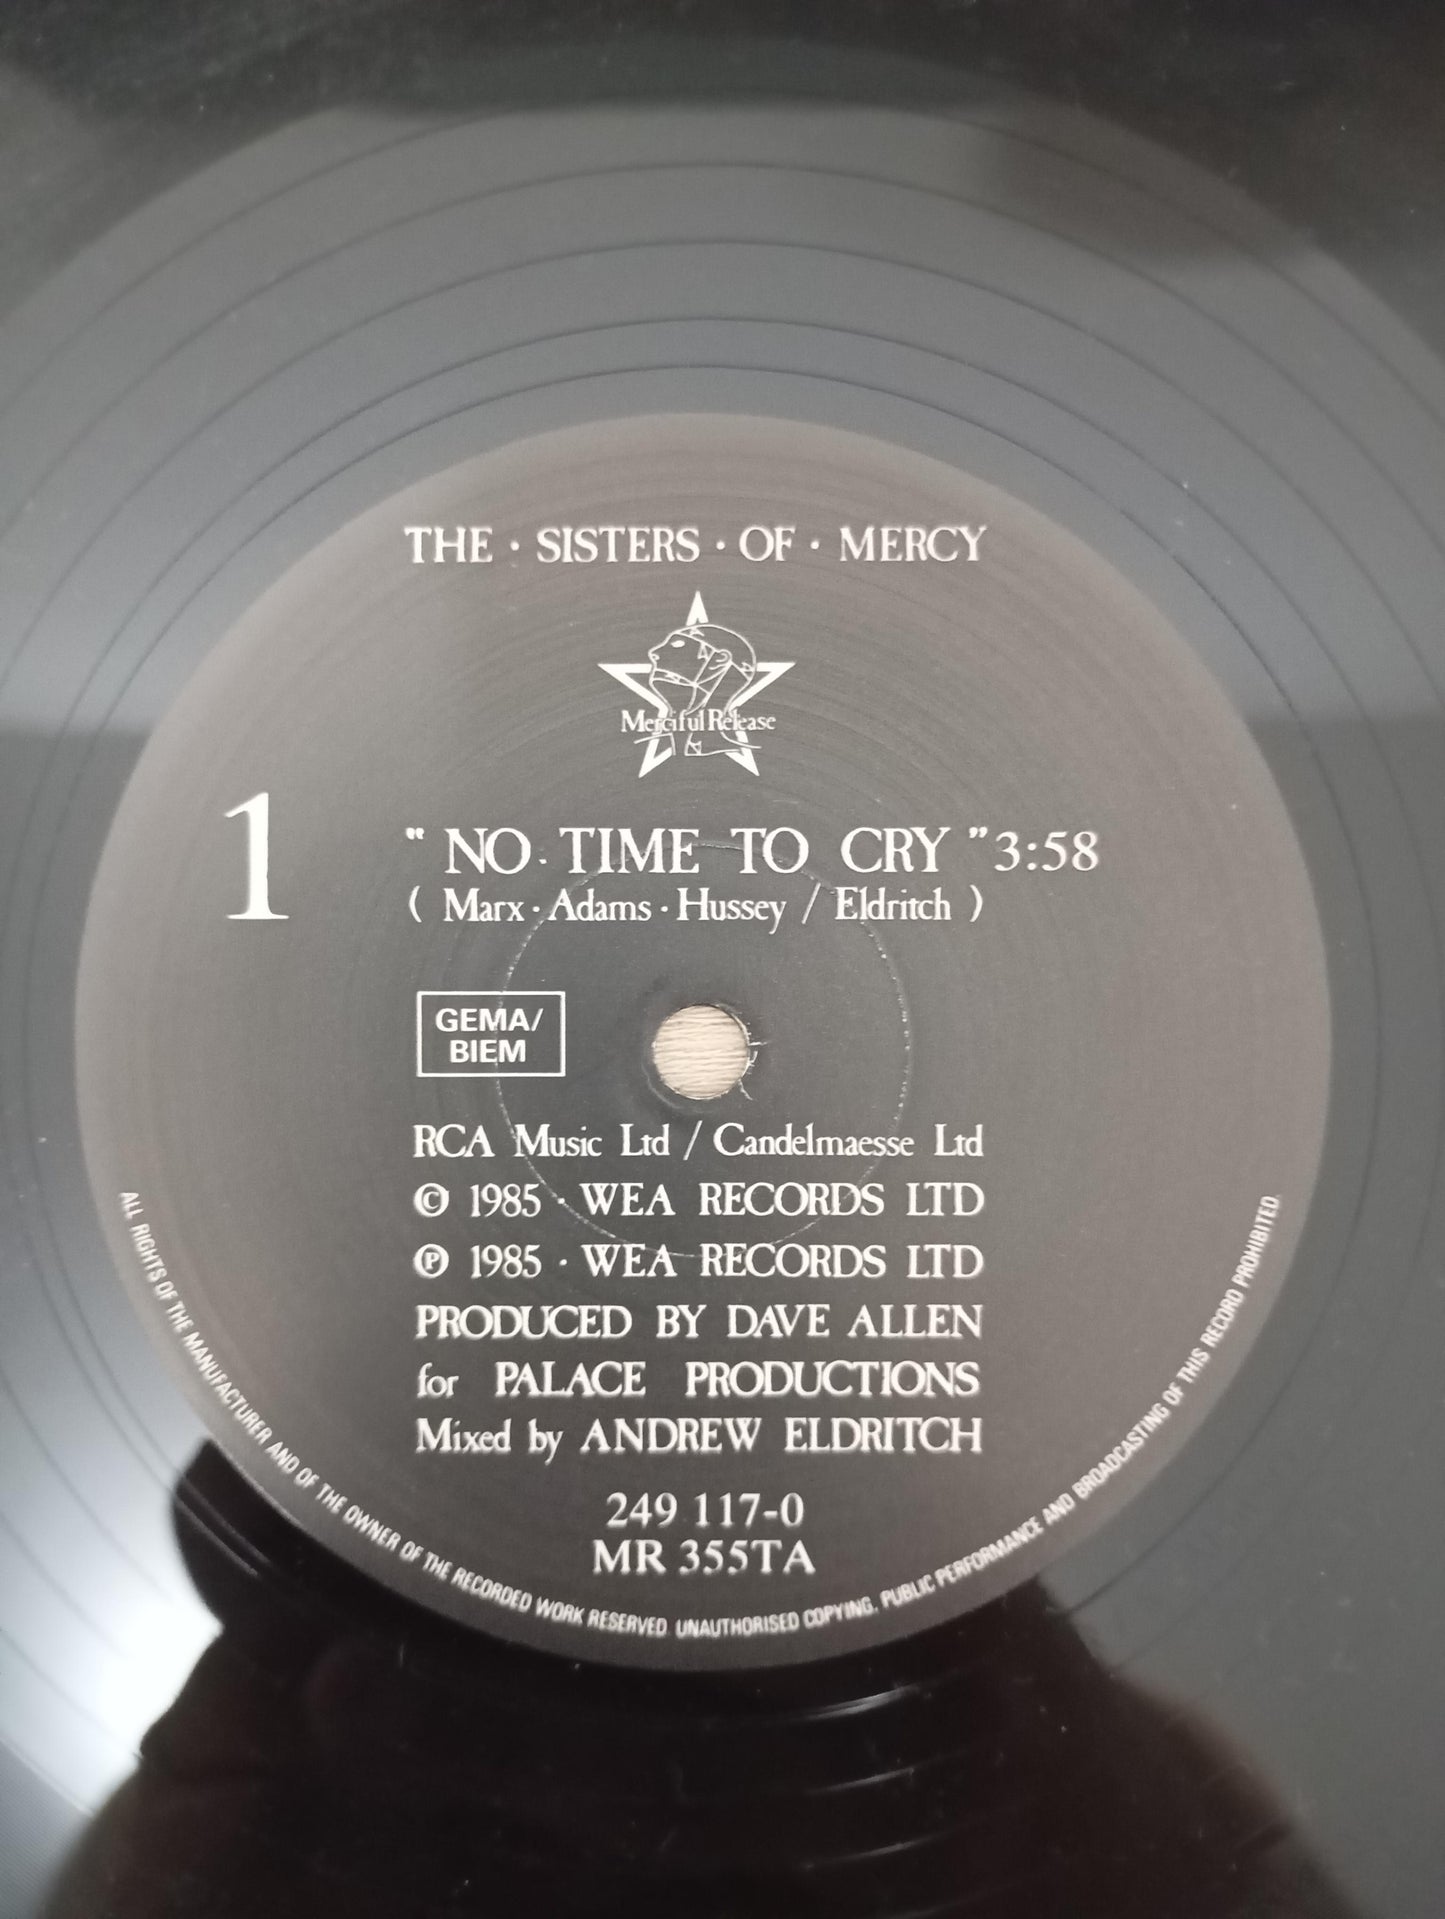 THE · SISTERS · OF · MERCY
Merciful Release
1
" NO TIME TO CRY " 3:58
( Marx · Adams · Hussey / Eldritch )
GEMA/
BIEM
RCA Music Ltd / Candelmaesse Ltd
© 1985 · WEA RECORDS LTD
℗ 1985 · WEA RECORDS LTD
PRODUCED BY DAVE ALLEN
for PALACE PRODUCTIONS
Mixed by ANDREW ELDRITCH
249 117-0
MR 355TA
ALL RIGHTS OF THE MANUFACTURER AND OF THE OWNER OF THE RECORDED WORK RESERVED. UNAUTHORISED COPYING, PUBLIC PERFORMANCE AND BROADCASTING OF THIS RECORD PROHIBITED.